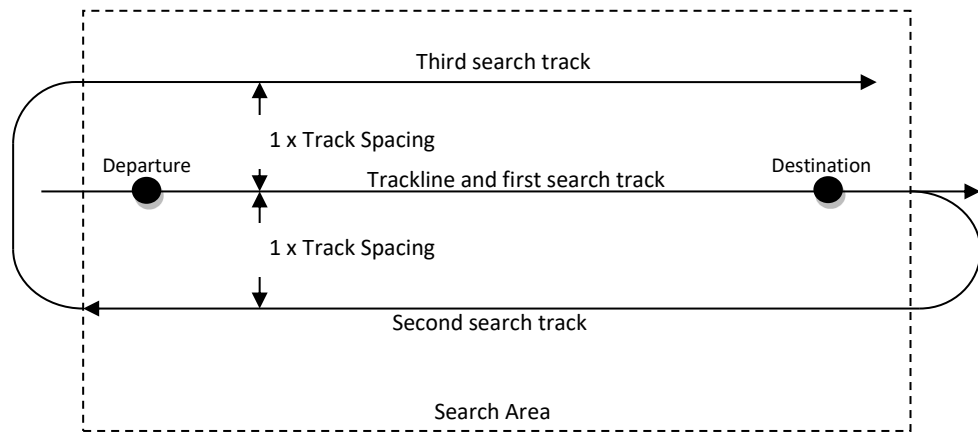 Third search track
1 x Track Spacing
Departure
Destination
Trackline and first search track
1 x Track Spacing
Second search track
Search Area